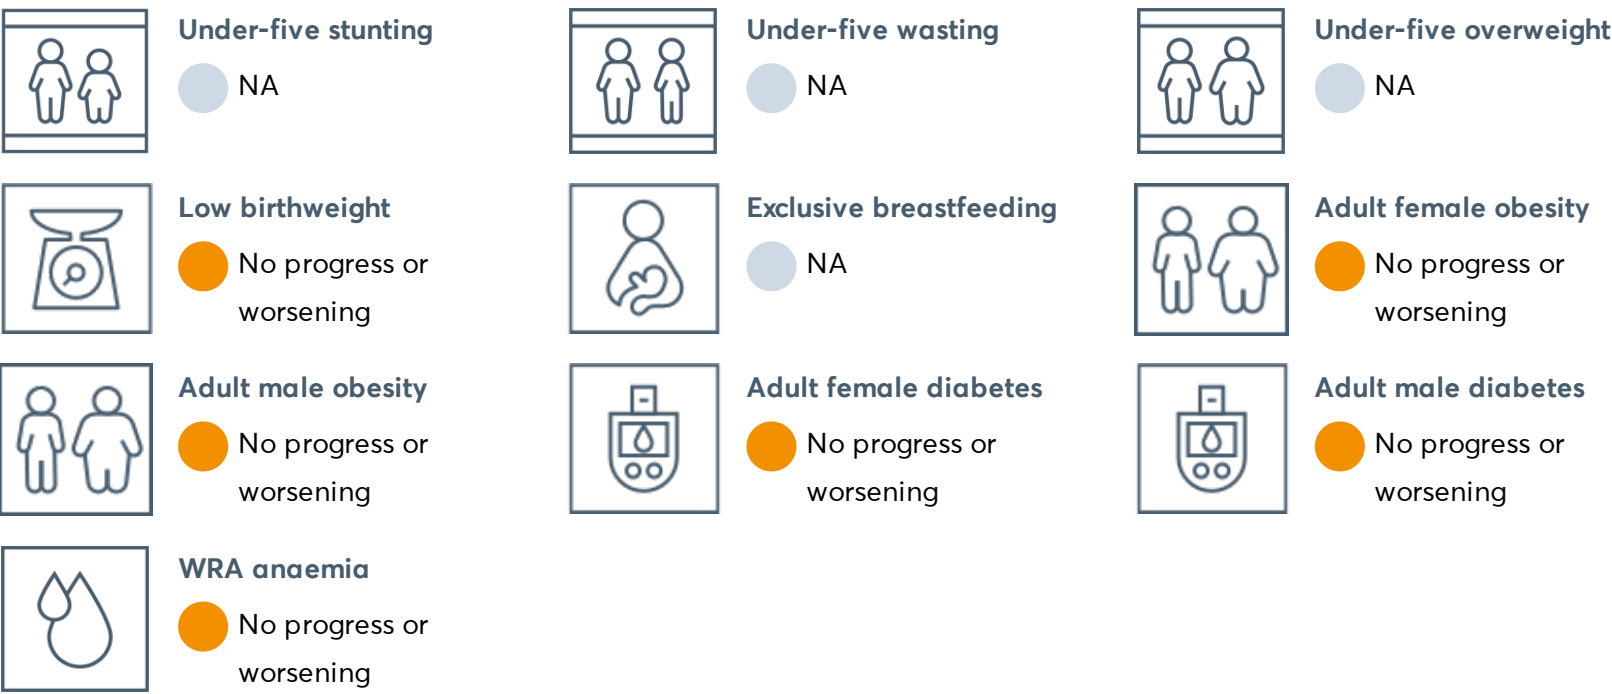 Under-five stunting
NA
Under-five wasting
NA
Under-five overweight
NA
Low birthweight
No progress or
worsening
Exclusive breastfeeding
NA
Adult female obesity
No progress or
worsening
Adult male obesity
No progress or
worsening
Adult female diabetes
No progress or
worsening
Adult male diabetes
No progress or
worsening
WRA anaemia
No progress or
worsening